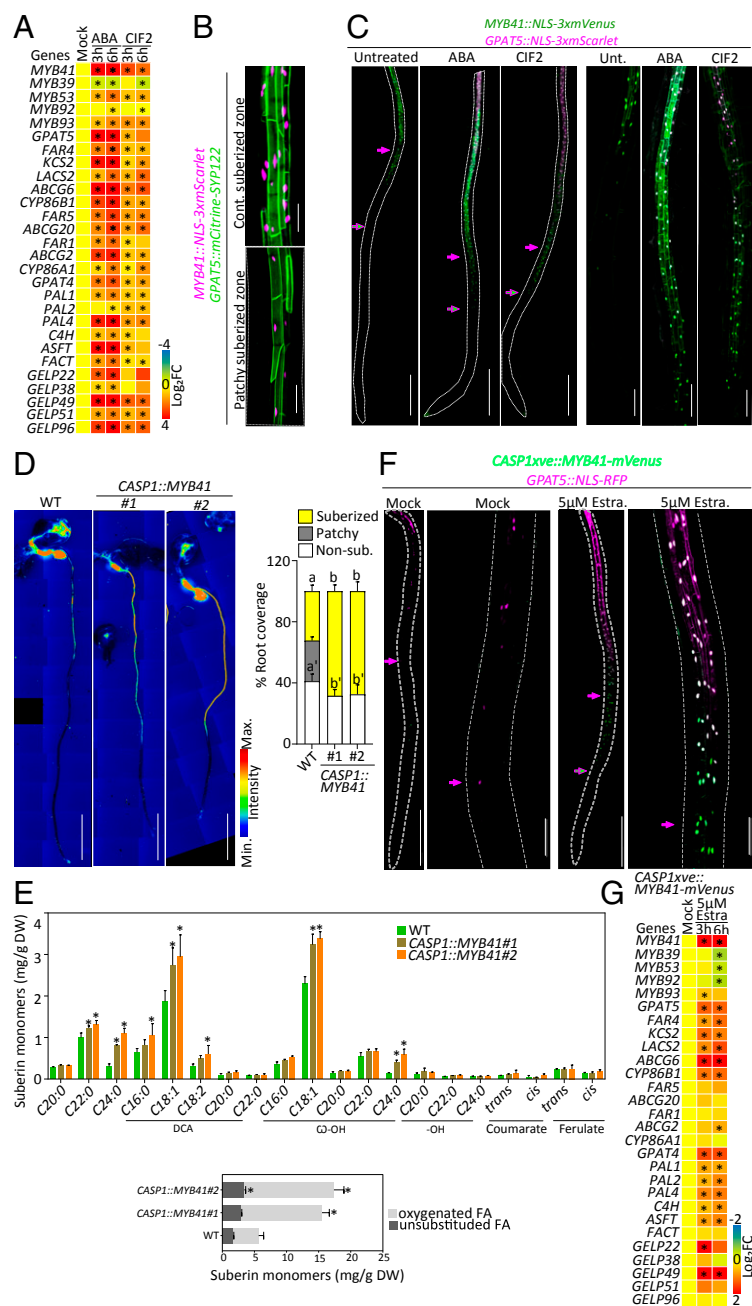 A
Mock
ABA
CIF2
Genes
3h
6h
3h
6h
MYB41
MYB39
MYB53
MYB92
MYB93
GPAT5
FAR4
KCS2
LACS2
ABCG6
CYP86B1
FAR5
ABCG20
FAR1
ABCG2
CYP86A1
GPAT4
PAL1
PAL2
PAL4
C4H
ASFT
FACT
GELP22
GELP38
GELP49
GELP51
GELP96
-4
0
4
Log2FC
B
MYB41::NLS-3xmScarlet
GPAT5::mCitrine-SYP122
Cont. suberized zone
Patchy suberized zone
C
MYB41::NLS-3xmVenus
GPAT5::NLS-3xmScarlet
Untreated
ABA
CIF2
Unt.
ABA
CIF2
D
CASP1::MYB41
WT
#1
#2
Max.
Intensity
Min.
Suberized
Patchy
Non-sub.
% Root coverage
120
80
40
0
a
b
b
a'
b'
b'
WT
#1
#2
CASP1::
MYB41
F
CASP1xve::MYB41-mVenus
GPAT5::NLS-RFP
Mock
Mock
5μM Estra.
5μM Estra.
E
Suberin monomers (mg/g DW)
4
3
2
1
0
WT
CASP1::MYB41#1
CASP1::MYB41#2
C20:0
C22:0
C24:0
C16:0
C18:1
C18:2
C20:0
C22:0
C16:0
C18:1
C20:0
C22:0
C24:0
C20:0
C22:0
C24:0
trans
cis
trans
cis
DCA
ω-OH
-OH
Coumarate
Ferulate
CASP1::MYB41#2
CASP1::MYB41#1
WT
oxygenated FA
unsubstituded FA
0
5
10
15
20
25
Suberin monomers (mg/g DW)
G
CASP1xve::
MYB41-mVenus
Mock
5μM
Estra
Genes
3h
6h
MYB41
MYB39
MYB53
MYB92
MYB93
GPAT5
FAR4
KCS2
LACS2
ABCG6
CYP86B1
FAR5
ABCG20
FAR1
ABCG2
CYP86A1
GPAT4
PAL1
PAL2
PAL4
C4H
ASFT
FACT
GELP22
GELP38
GELP49
GELP51
GELP96
-2
0
2
Log2FC